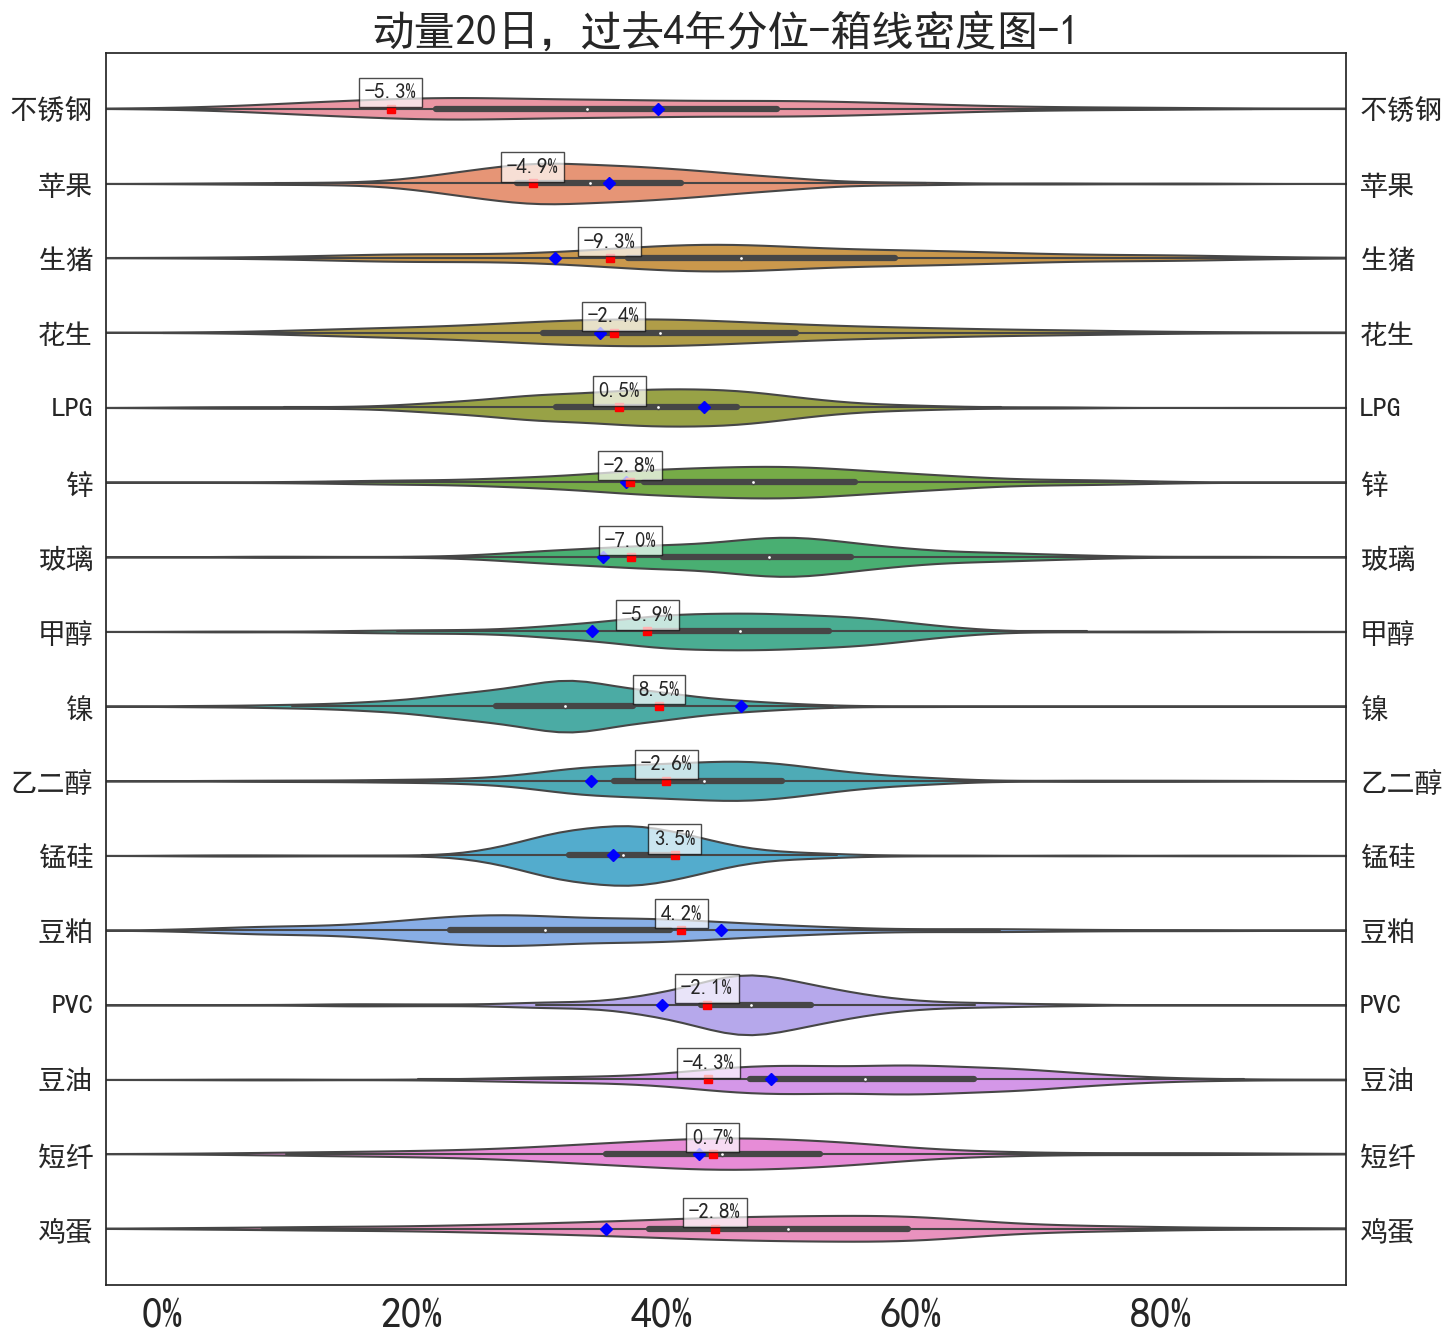 动量20日，过去4年分位-箱线密度图-1
不锈钢 -5.3% 不锈钢
苹果 -4.9% 苹果
生猪 -9.3% 生猪
花生 -2.4% 花生
LPG 0.5% LPG
锌 -2.8% 锌
玻璃 -7.0% 玻璃
甲醇 -5.9% 甲醇
镍 8.5% 镍
乙二醇 -2.6% 乙二醇
锰硅 3.5% 锰硅
豆粕 4.2% 豆粕
PVC -2.1% PVC
豆油 -4.3% 豆油
短纤 0.7% 短纤
鸡蛋 -2.8% 鸡蛋
0% 20% 40% 60% 80%